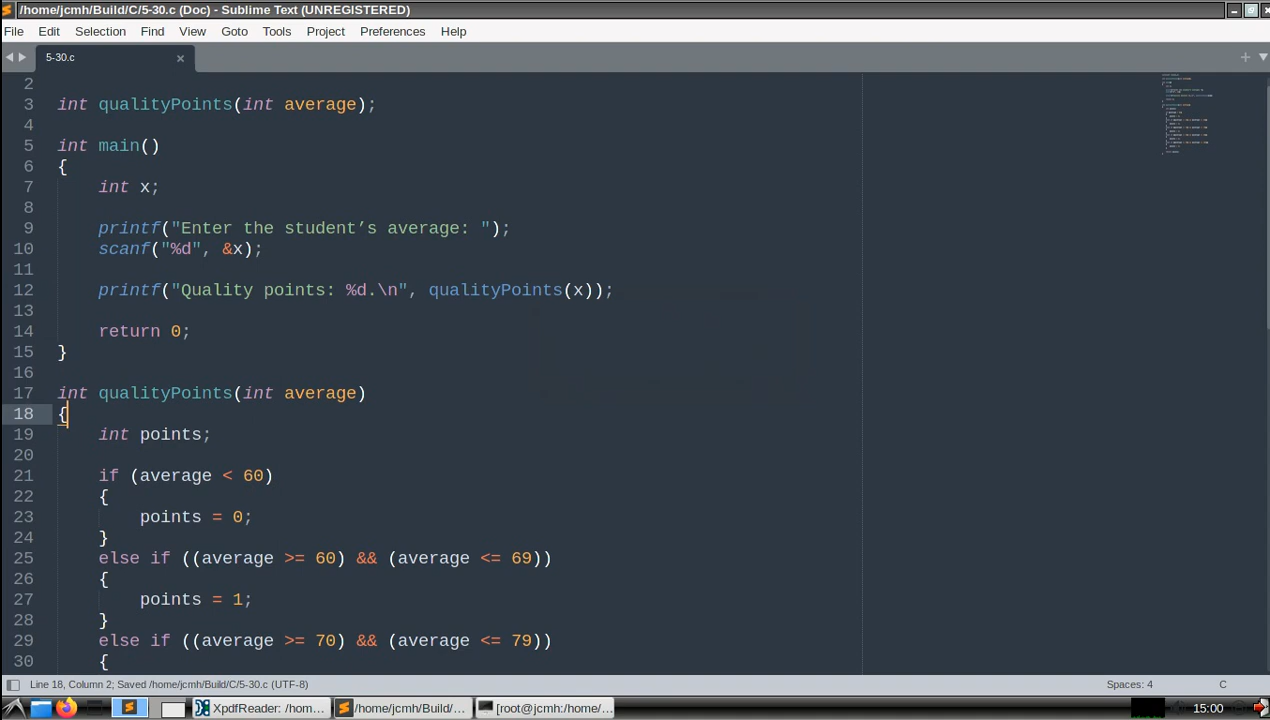 /home/jcmh/Build/C/5-30.c (Doc) - Sublime Text (UNREGISTERED)
File Edit Selection Find View Goto Tools Project Preferences Help
5-30.c
2
3 int qualityPoints(int average);
4
5 int main()
6 {
7 int x;
8
9 printf("Enter the student’s average: ");
10 scanf("%d", &x);
11
12 printf("Quality points: %d.\n", qualityPoints(x));
13
14 return 0;
15 }
16
17 int qualityPoints(int average)
18 {
19 int points;
20
21 if (average < 60)
22 {
23 points = 0;
24 }
25 else if ((average >= 60) && (average <= 69))
26 {
27 points = 1;
28 }
29 else if ((average >= 70) && (average <= 79))
30 {
Line 18, Column 2; Saved /home/jcmh/Build/C/5-30.c (UTF-8) Spaces: 4 C
XpdfReader: /hom... /home/jcmh/Build/... [root@jcmh:/home/... 15:00